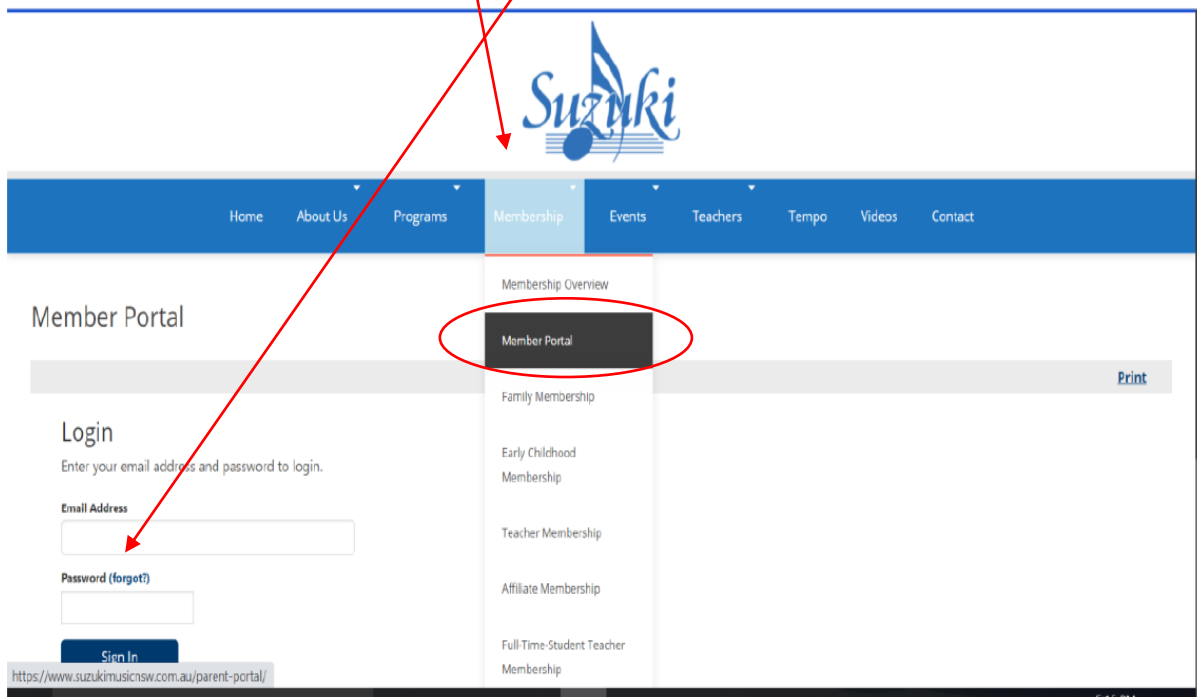 Suzuki
Home About Us Programs Membership Events Teachers Tempo Videos Contact
Membership Overview
Member Portal
Member Portal
Print
Family Membership
Login
Enter your email address and password to login.
Early Childhood
Membership
Email Address
Teacher Membership
Password (forgot?)
Affiliate Membership
Sign In
Full-Time-Student Teacher
Membership
https://www.suzukimusicnsw.com.au/parent-portal/